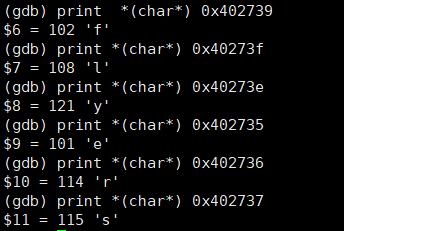 (gdb) print  *(char*) 0x402739
$6 = 102 'f'
(gdb) print *(char*) 0x40273f
$7 = 108 'l'
(gdb) print *(char*) 0x40273e
$8 = 121 'y'
(gdb) print *(char*) 0x402735
$9 = 101 'e'
(gdb) print *(char*) 0x402736
$10 = 114 'r'
(gdb) print *(char*) 0x402737
$11 = 115 's'